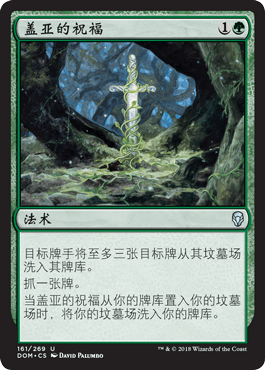 盖亚的祝福 1
法术
目标牌手将至多三张目标牌从其坟墓场
洗入其牌库。
抓一张牌。
当盖亚的祝福从你的牌库置入你的坟墓
场时，将你的坟墓场洗入你的牌库。
161/269 U
DOM • CS DAVID PALUMBO
™ & © 2018 Wizards of the Coast